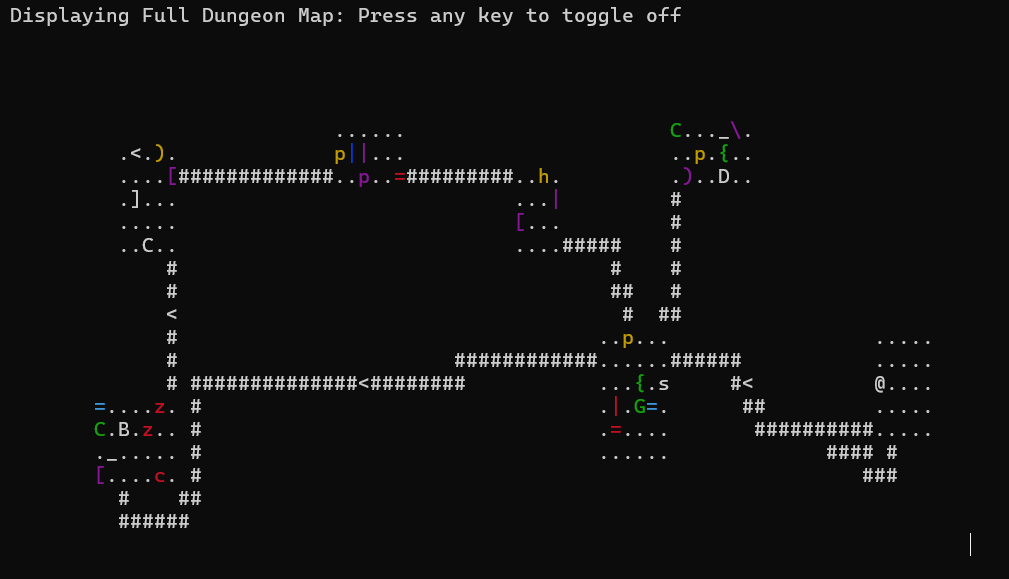 Displaying Full Dungeon Map: Press any key to toggle off
                           ......                      C..._\.
         .<.).             p||...                      ..p.{..
         ....[#############..p..=#########..h.         .)..D..
         .]...                            ...|         #
         .....                            [...         #
         ..C..                            ....#####    #
             #                                    #    #
             #                                    ##   #
             <                                     #  ##
             #                                   ..p...                 .....
             #                       ############......######           .....
             # ##############<########           ...{.s     #<          @....
       =....z. #                                 .|.G=.      ##         .....
       C.B.z.. #                                 .=....       ##########.....
       ._..... #                                 ......             #### #
       [....c. #                                                       ###
         #    ##
         ######